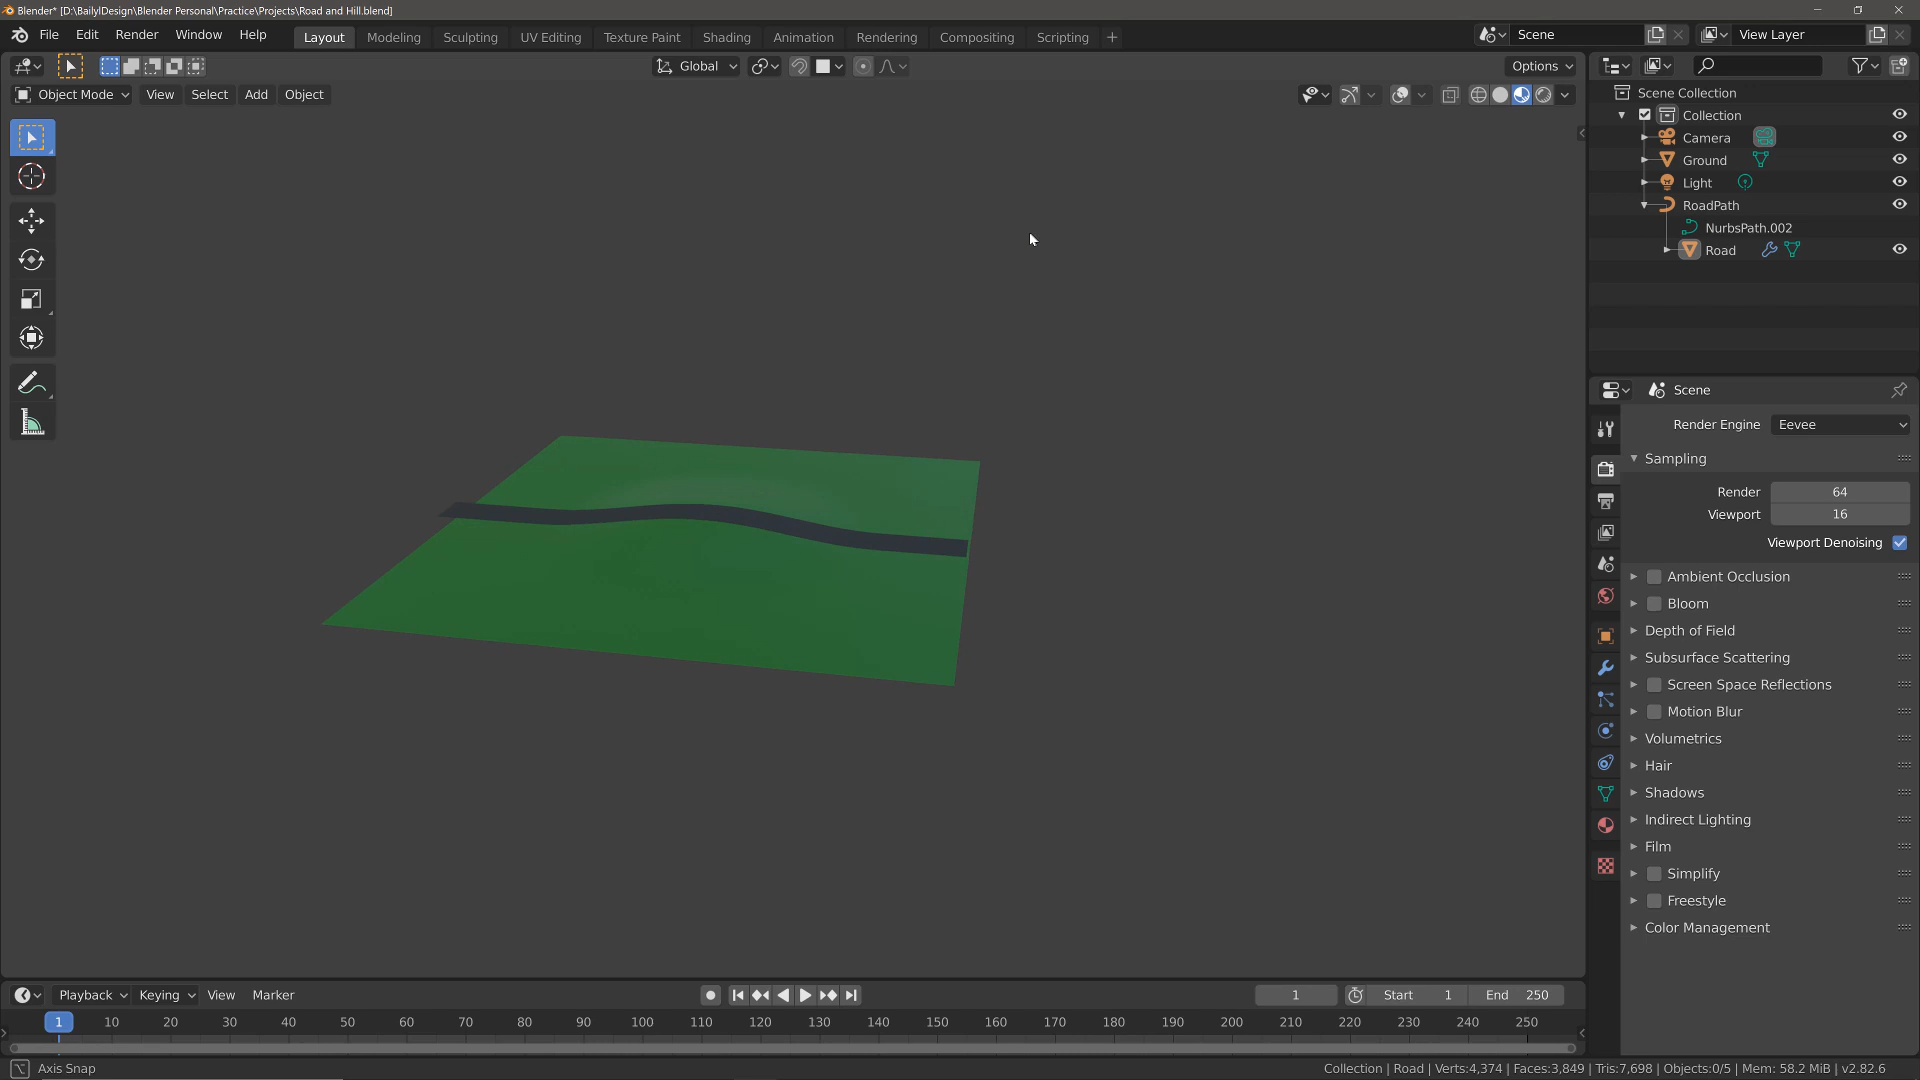 Blender* [D:\BailylDesign\Blender Personal\Practice\Projects\Road and Hill.blend]
File Edit Render Window Help Layout Modeling Sculpting UV Editing Texture Paint Shading Animation Rendering Compositing Scripting + Scene View Layer
Global Options
Object Mode View Select Add Object
Scene Collection
Collection
Camera
Ground
Light
RoadPath
NurbsPath.002
Road
Scene
Render Engine Eevee
Sampling
Render 64
Viewport 16
Viewport Denoising
Ambient Occlusion
Bloom
Depth of Field
Subsurface Scattering
Screen Space Reflections
Motion Blur
Volumetrics
Hair
Shadows
Indirect Lighting
Film
Simplify
Freestyle
Color Management
Playback Keying View Marker 1 Start 1 End 250
1 10 20 30 40 50 60 70 80 90 100 110 120 130 140 150 160 170 180 190 200 210 220 230 240 250
Axis Snap Collection | Road | Verts:4,374 | Faces:3,849 | Tris:7,698 | Objects:0/5 | Mem: 58.2 MiB | v2.82.6